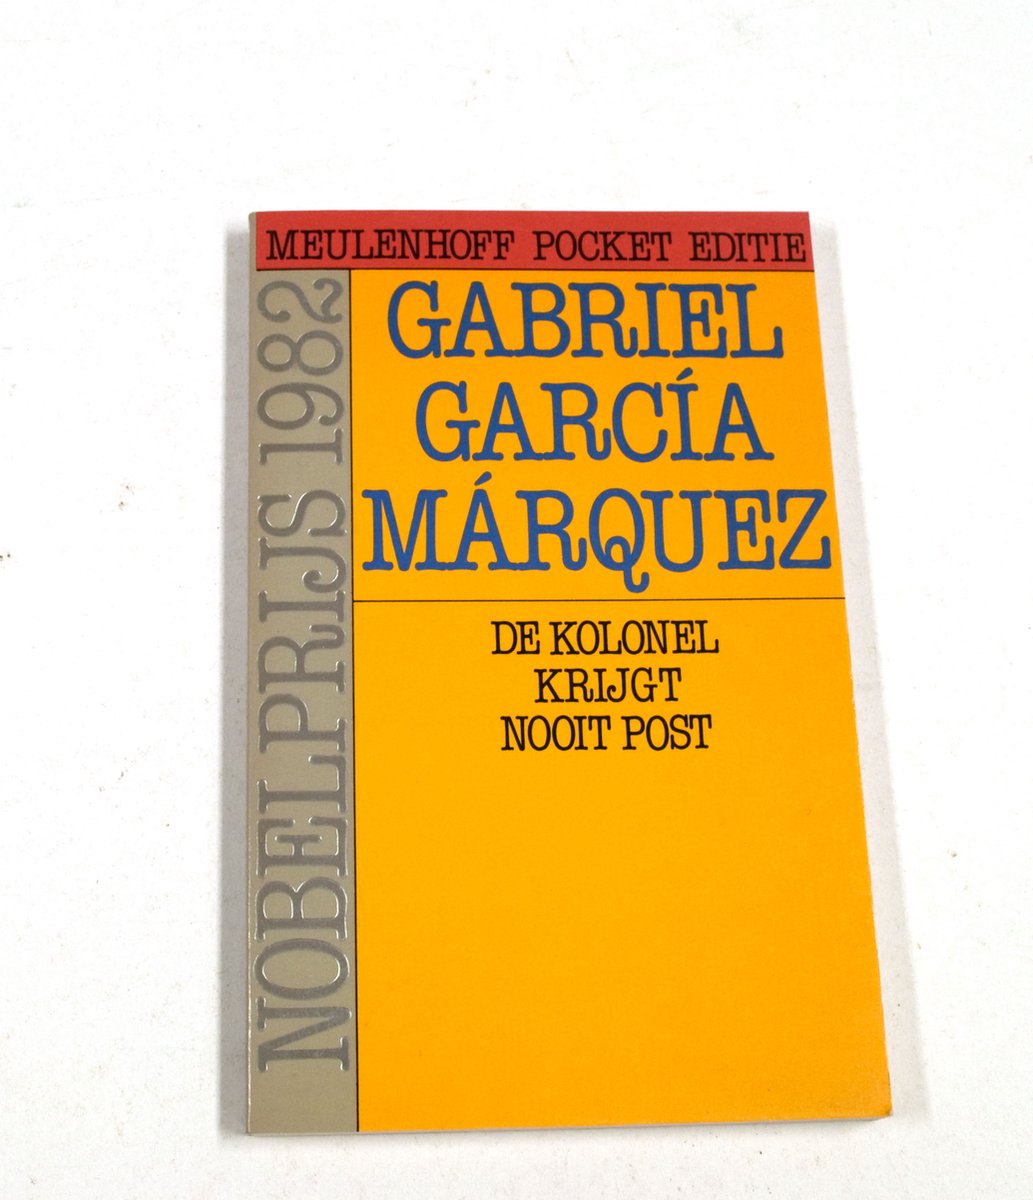 MEULENHOFF POCKET EDITIE
NOBELPRIJS 1982
GABRIEL
GARCÍA
MÁRQUEZ
DE KOLONEL
KRIJGT
NOOIT POST